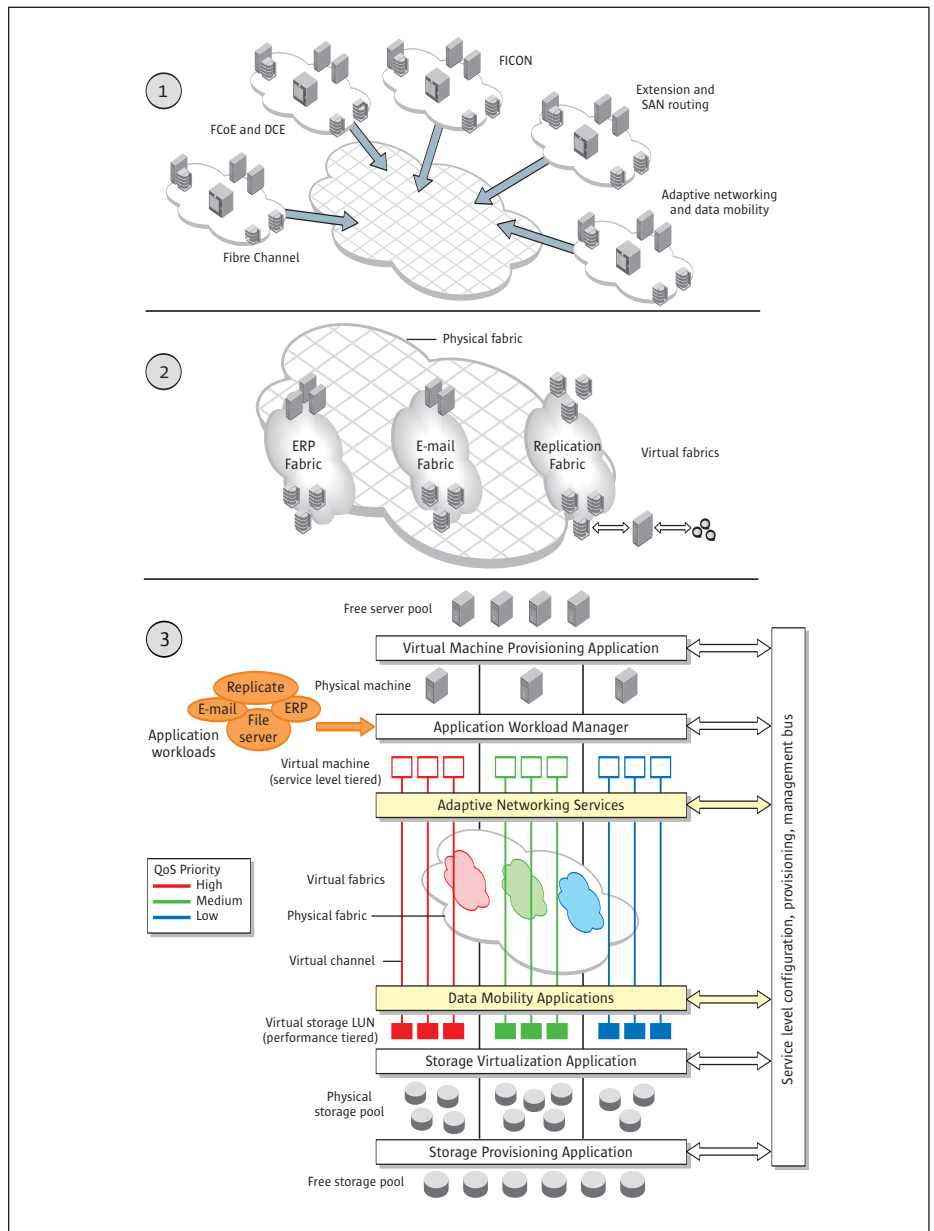 1
FICON
Extension and
SAN routing
FCoE and DCE
Adaptive networking
and data mobility
Fibre Channel
2
Physical fabric
ERP
Fabric
E-mail
Fabric
Replication
Fabric
Virtual fabrics
3
Free server pool
Virtual Machine Provisioning Application
Physical machine
Replicate
E-mail
ERP
File
server
Application
workloads
Application Workload Manager
Virtual machine
(service level tiered)
Adaptive Networking Services
QoS Priority
High
Medium
Low
Virtual fabrics
Physical fabric
Virtual channel
Data Mobility Applications
Virtual storage LUN
(performance tiered)
Storage Virtualization Application
Physical
storage pool
Storage Provisioning Application
Free storage pool
Service level configuration, provisioning, management bus